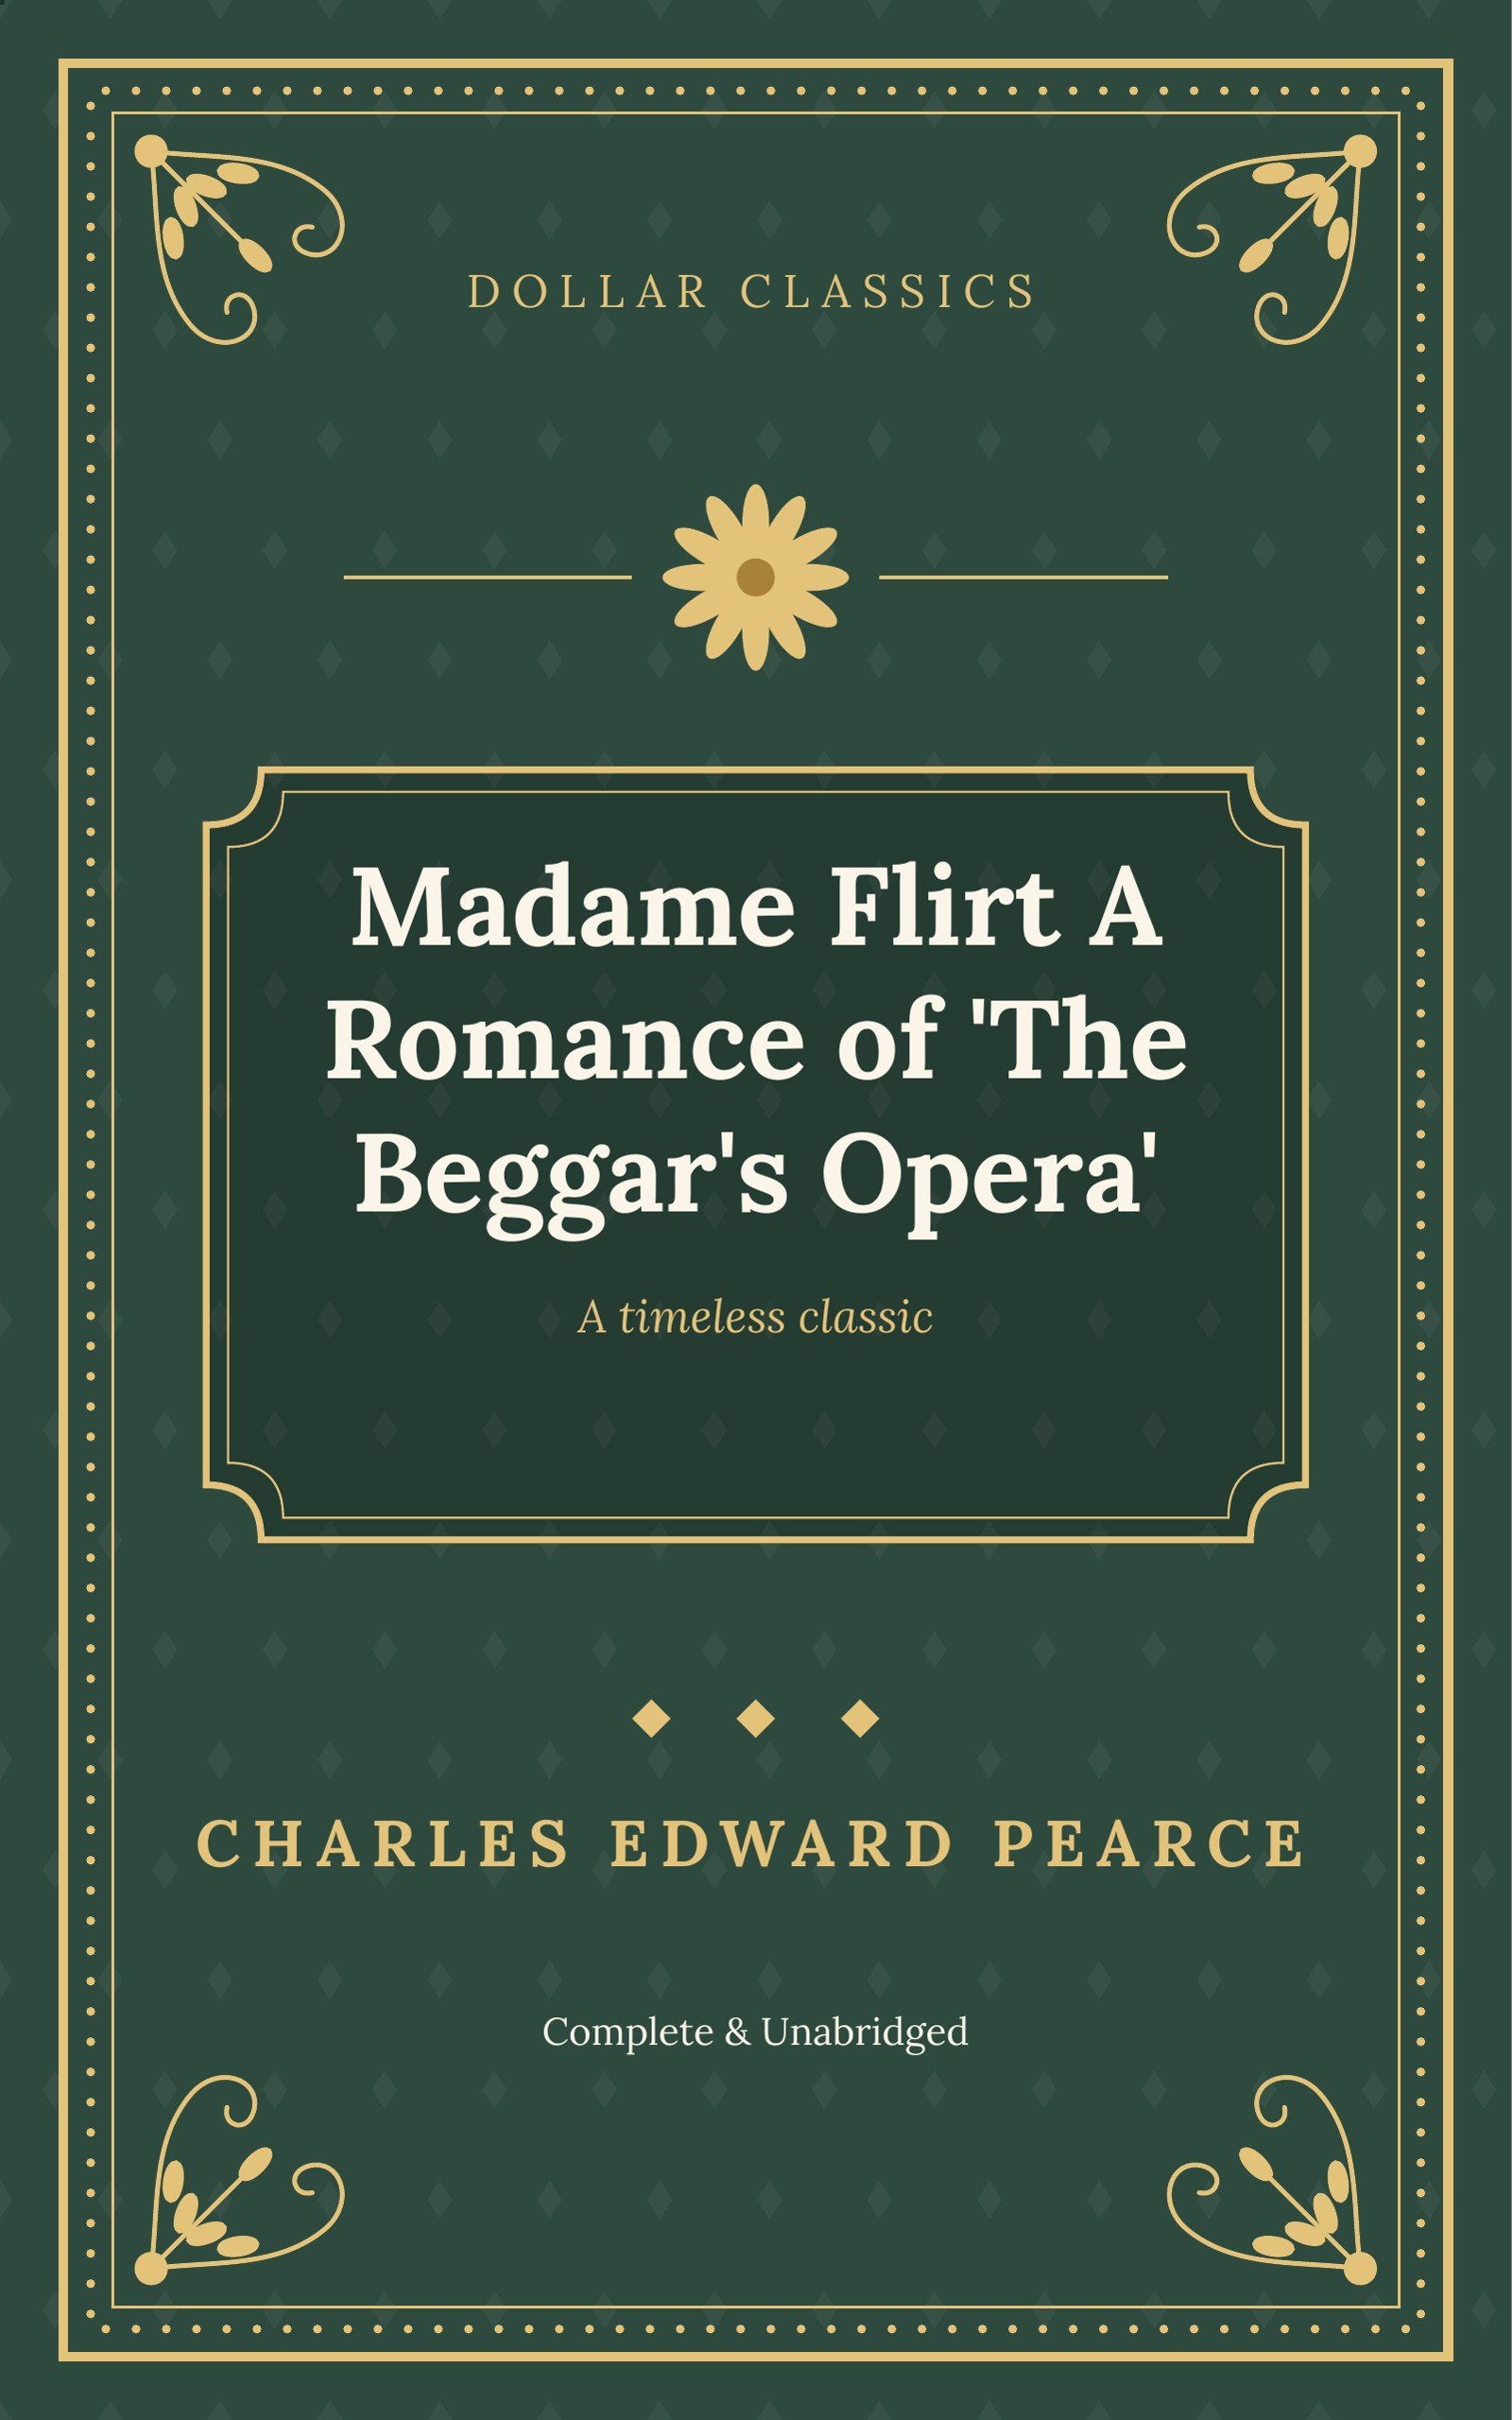 DOLLAR CLASSICS
Madame Flirt A
Romance of 'The
Beggar's Opera'
A timeless classic
CHARLES EDWARD PEARCE
Complete & Unabridged